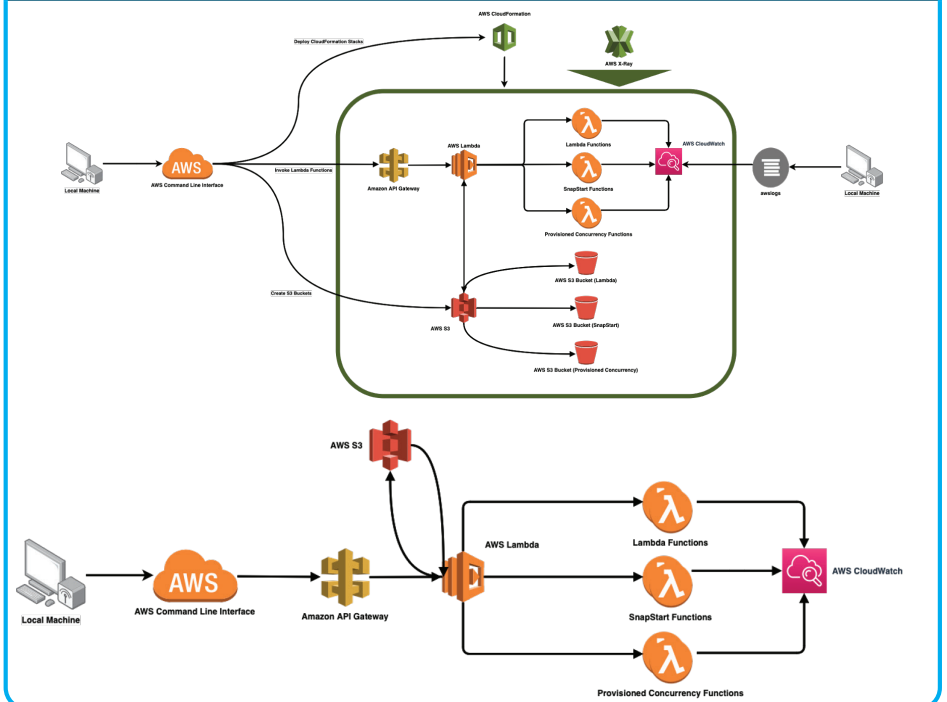 AWS CloudFormation
Deploy CloudFormation Stacks
AWS X-Ray
AWS
AWS Command Line Interface
Local Machine
Invoke Lambda Functions
Amazon API Gateway
AWS Lambda
Lambda Functions
SnapStart Functions
Provisioned Concurrency Functions
AWS CloudWatch
awslogs
Local Machine
Create S3 Buckets
AWS S3
AWS S3 Bucket (Lambda)
AWS S3 Bucket (SnapStart)
AWS S3 Bucket (Provisioned Concurrency)
AWS S3
Local Machine
AWS
AWS Command Line Interface
Amazon API Gateway
AWS Lambda
Lambda Functions
SnapStart Functions
Provisioned Concurrency Functions
AWS CloudWatch